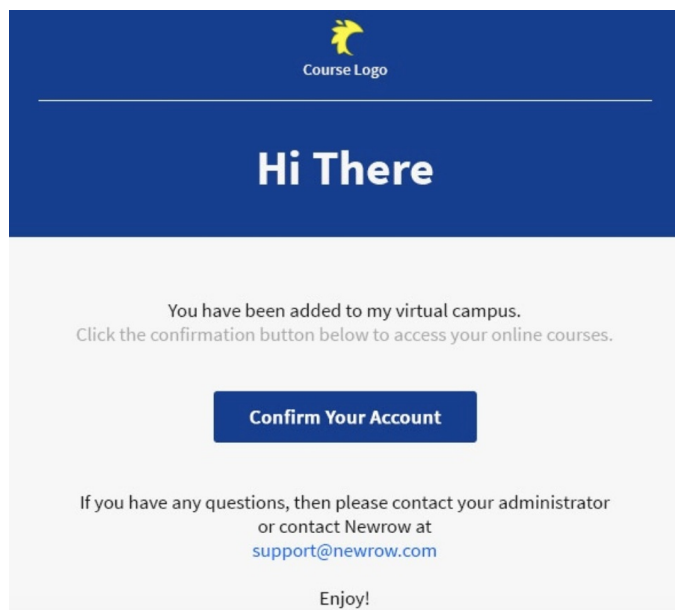 Course Logo
Hi There
You have been added to my virtual campus.
Click the confirmation button below to access your online courses.
Confirm Your Account
If you have any questions, then please contact your administrator
or contact Newrow at
support@newrow.com
Enjoy!